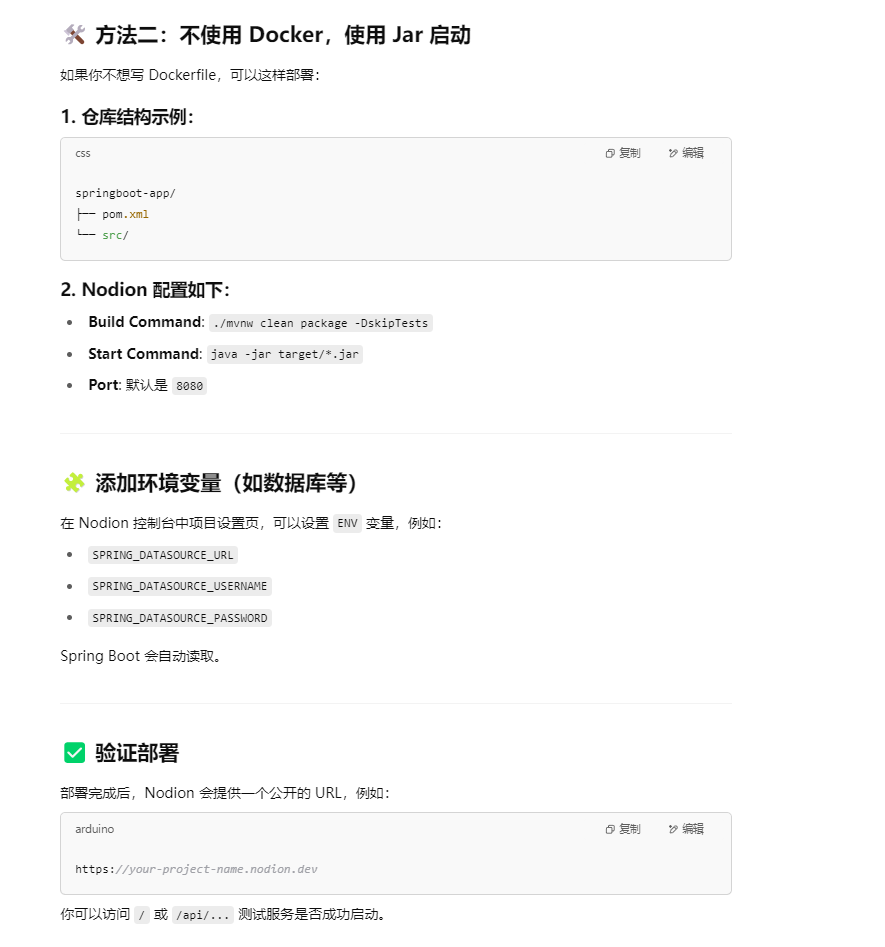 🛠️ 方法二：不使用 Docker，使用 Jar 启动
如果你不想写 Dockerfile，可以这样部署：
1. 仓库结构示例：
css 复制 编辑
springboot-app/
├── pom.xml
└── src/
2. Nodion 配置如下：
• Build Command: ./mvnw clean package -DskipTests
• Start Command: java -jar target/*.jar
• Port: 默认是 8080
🧩 添加环境变量（如数据库等）
在 Nodion 控制台中项目设置页，可以设置 ENV 变量，例如：
• SPRING_DATASOURCE_URL
• SPRING_DATASOURCE_USERNAME
• SPRING_DATASOURCE_PASSWORD
Spring Boot 会自动读取。
✅ 验证部署
部署完成后，Nodion 会提供一个公开的 URL，例如：
arduino 复制 编辑
https://your-project-name.nodion.dev
你可以访问 / 或 /api/... 测试服务是否成功启动。